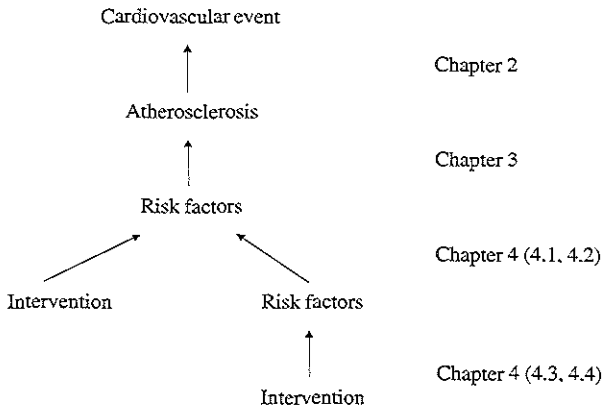 Cardiovascular event
Chapter 2
Atherosclerosis
Chapter 3
Risk factors
Chapter 4 (4.1, 4.2)
Intervention
Risk factors
Chapter 4 (4.3, 4.4)
Intervention